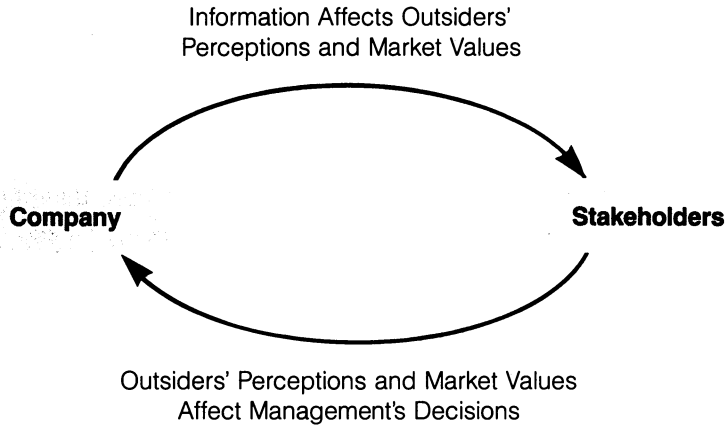 Information Affects Outsiders'
Perceptions and Market Values
Company
Stakeholders
Outsiders' Perceptions and Market Values
Affect Management's Decisions